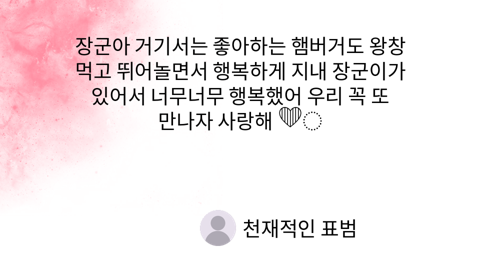 장군아 거기서는 좋아하는 햄버거도 왕창
먹고 뛰어놀면서 행복하게 지내 장군이가
있어서 너무너무 행복했어 우리 꼭 또
만나자 사랑해 ♥◌
천재적인 표범